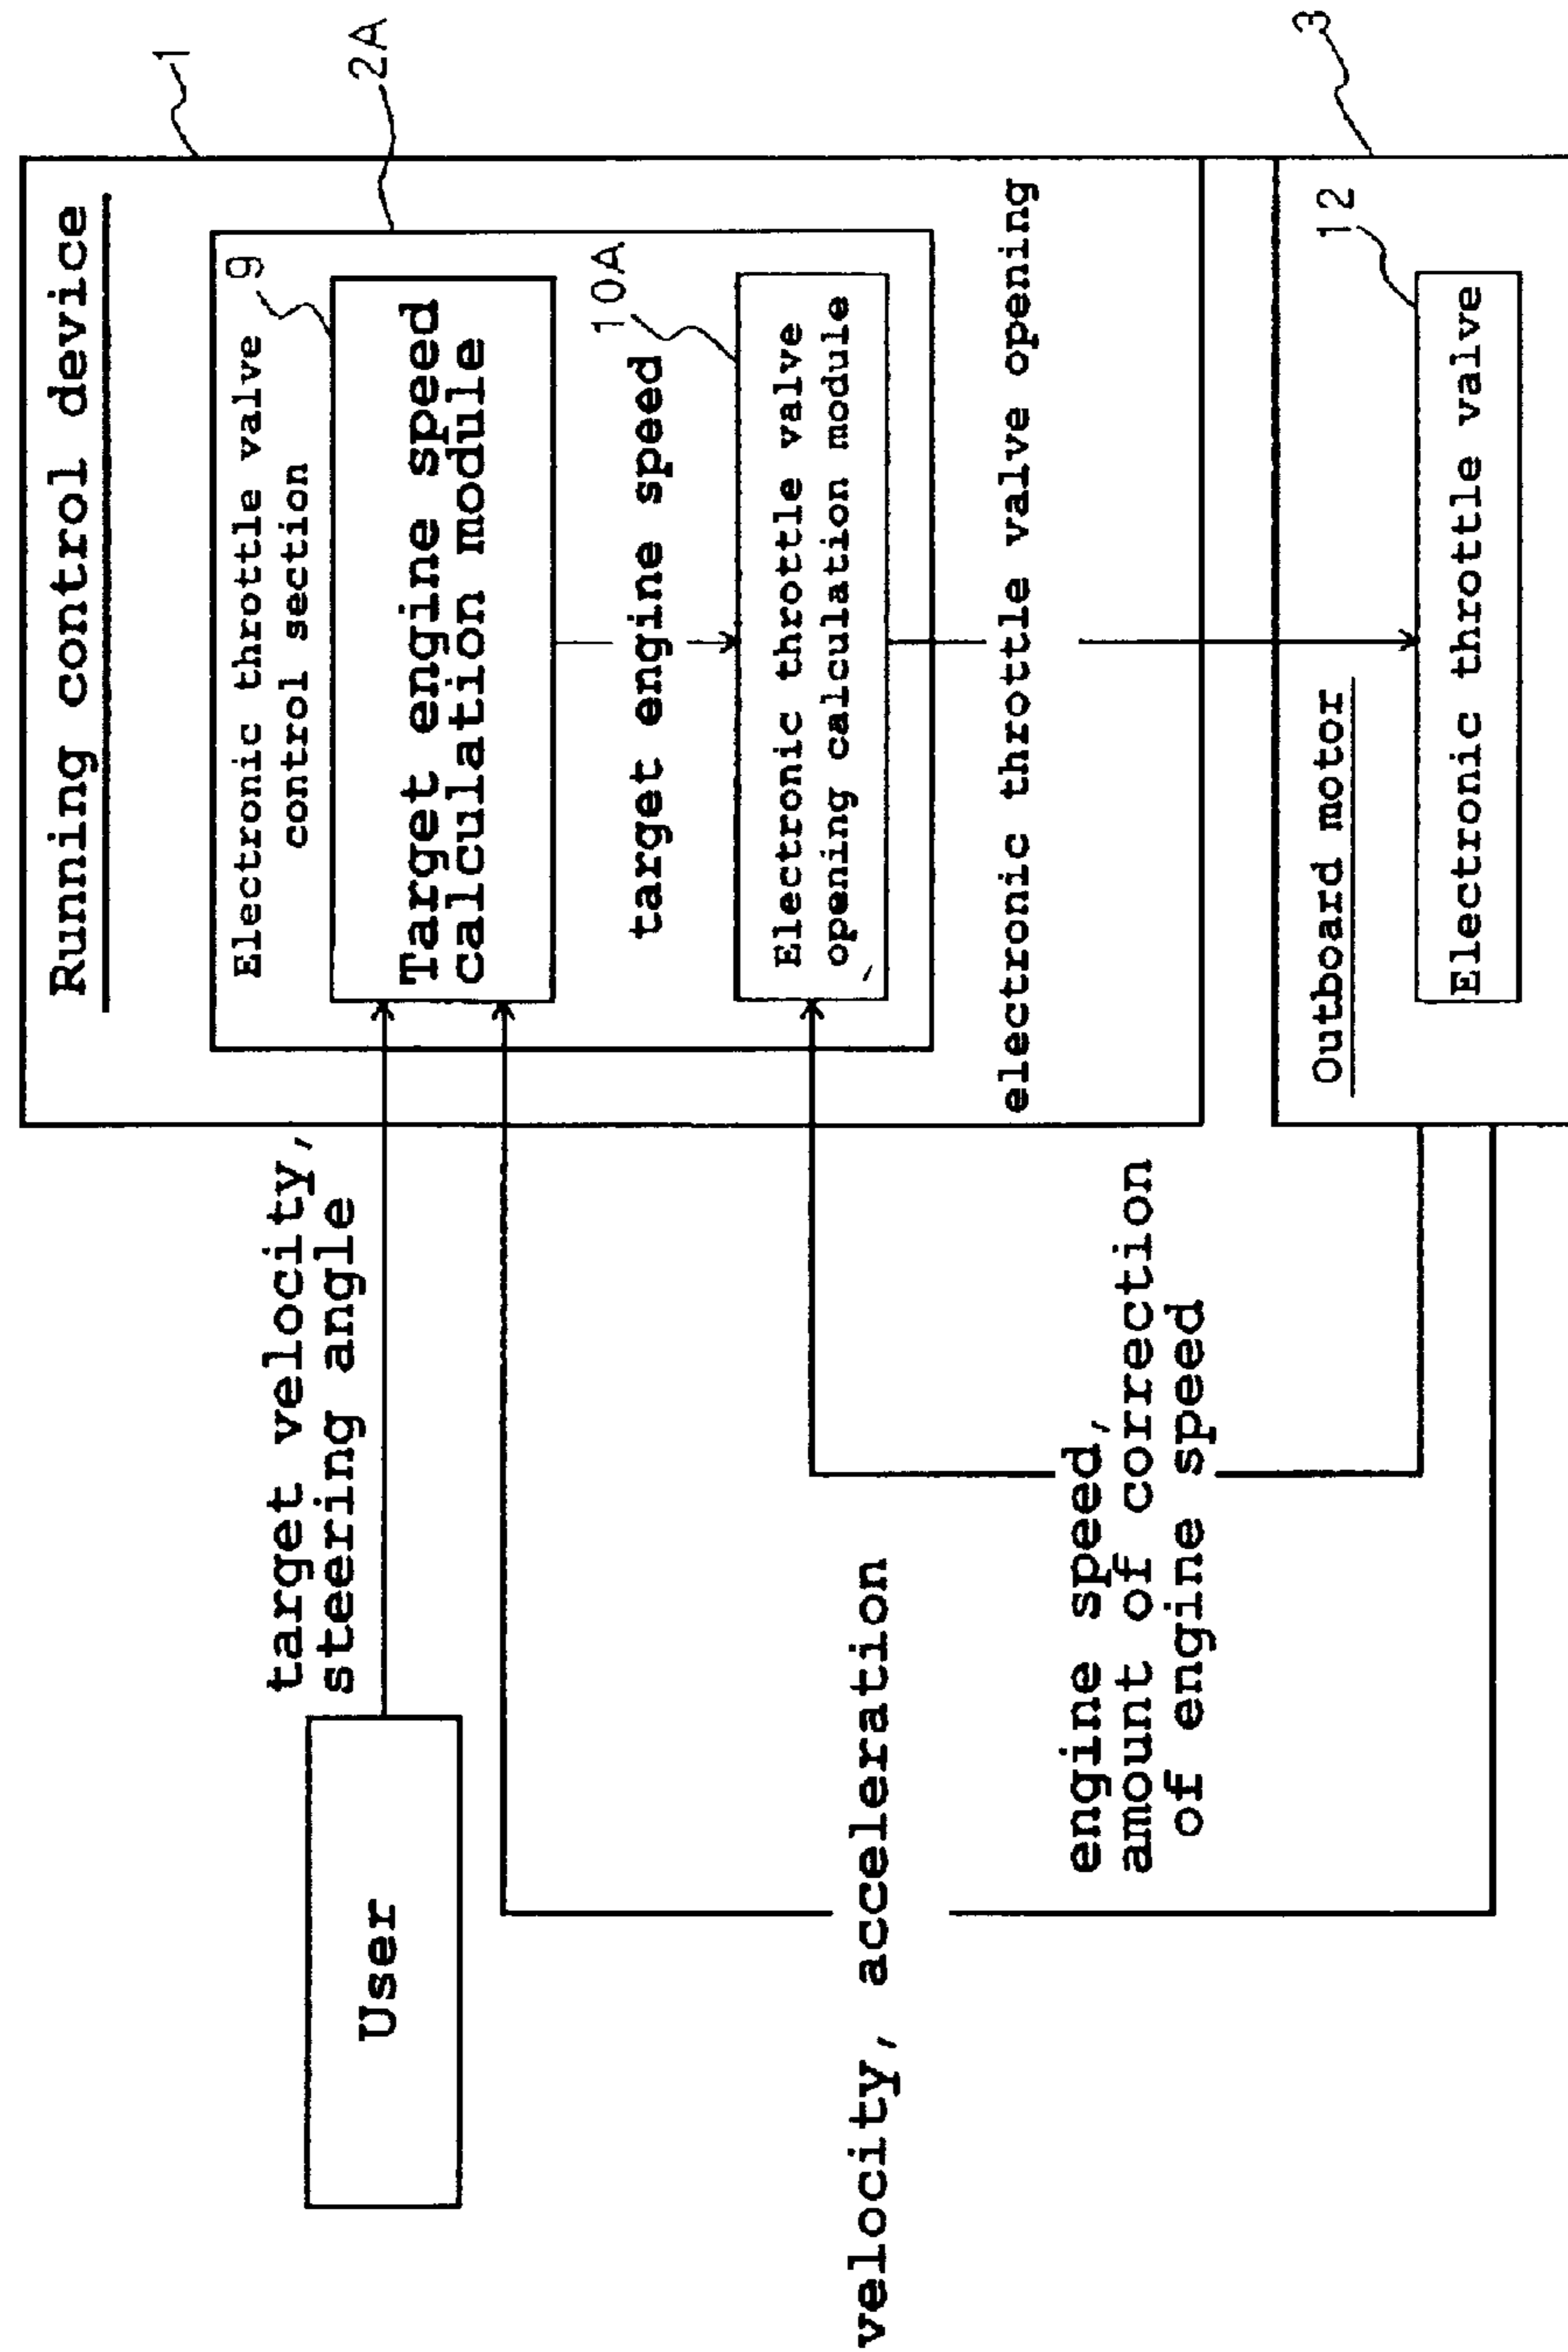 Running control device
1
Electronic throttle valve
control section
2A
9
Target engine speed
calculation module
target velocity,
steering angle
User
target engine speed
10A
Electronic throttle valve
opening calculation module
velocity, acceleration
electronic throttle valve opening
engine speed,
amount of correction
of engine speed
Outboard motor
3
12
Electronic throttle valve